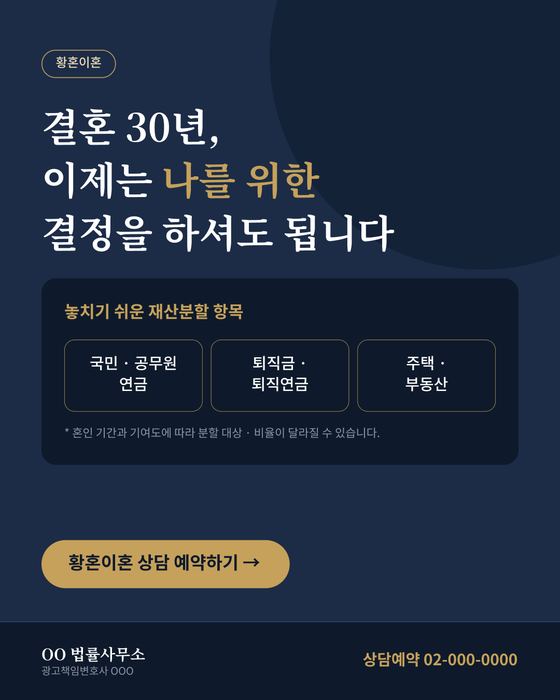 황혼이혼
결혼 30년,
이제는 나를 위한
결정을 하셔도 됩니다
놓치기 쉬운 재산분할 항목
국민 · 공무원
연금
퇴직금 ·
퇴직연금
주택 ·
부동산
* 혼인 기간과 기여도에 따라 분할 대상 · 비율이 달라질 수 있습니다.
황혼이혼 상담 예약하기 →
OO 법률사무소
광고책임변호사 OOO
상담예약 02-000-0000